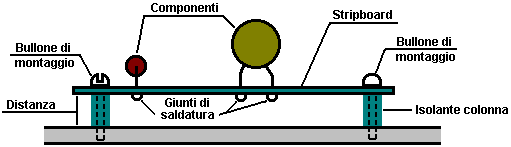 Componenti
Stripboard
Bullone di
montaggio
Bullone di
montaggio
Distanza
Giunti di
saldatura
Isolante colonna